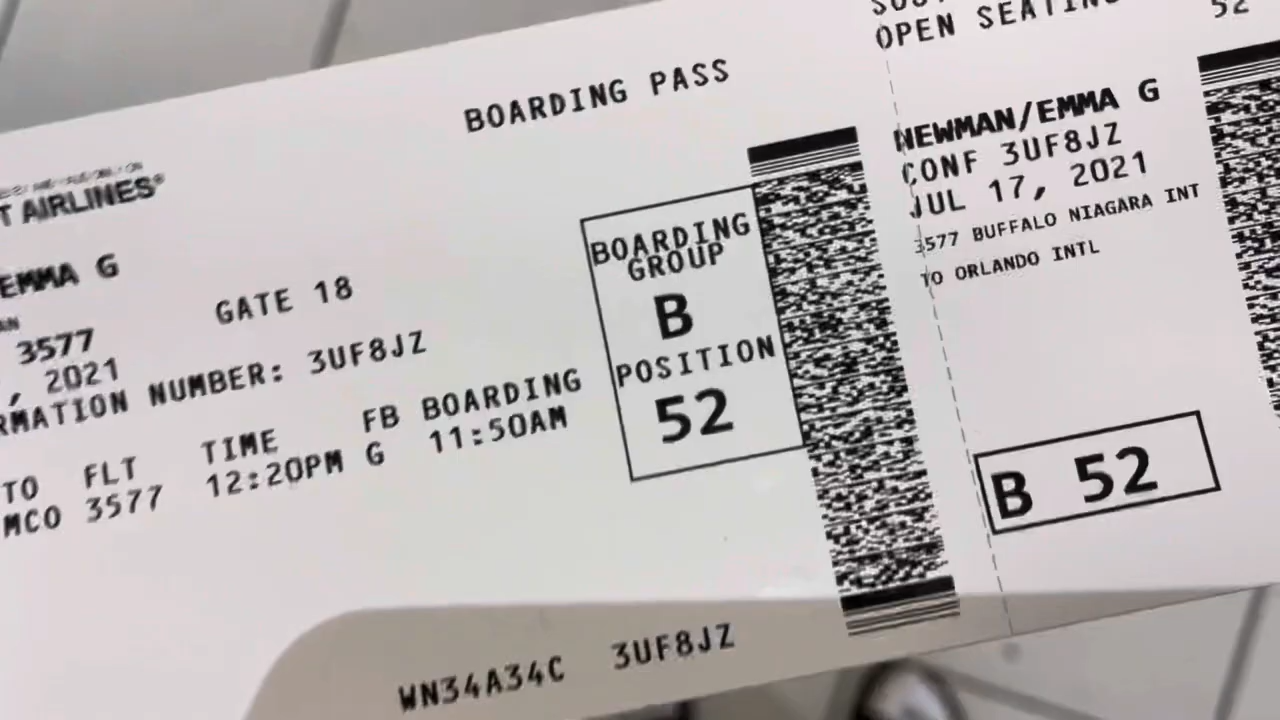 BOARDING PASS
T AIRLINES®
EMMA G
GATE 18
3577
, 2021
RMATION NUMBER: 3UF8JZ
TO FLT TIME FB BOARDING
MCO 3577 12:20PM G 11:50AM
BOARDING
GROUP
B
POSITION
52
WN34A34C 3UF8JZ
OPEN SEATING
52
NEWMAN/EMMA G
CONF 3UF8JZ
JUL 17, 2021
3577 BUFFALO NIAGARA INT
TO ORLANDO INTL
B 52